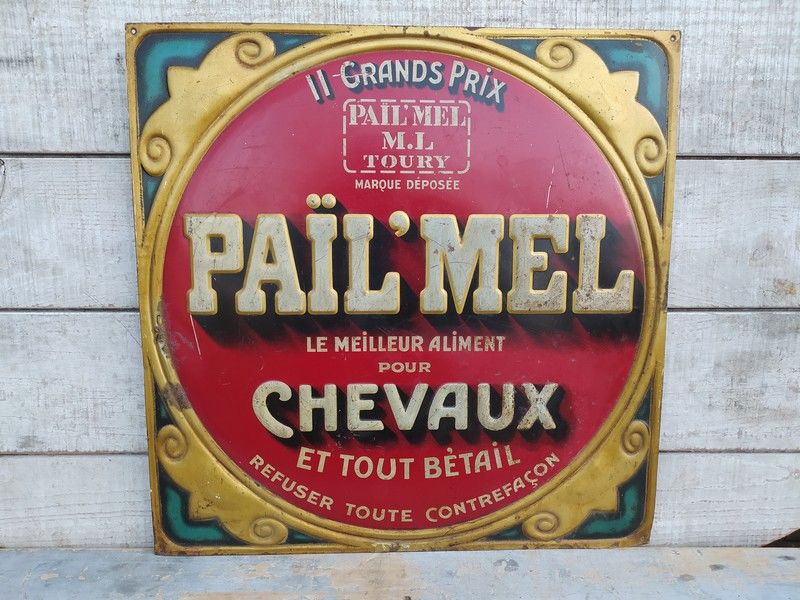 11 GRANDS PRIX
PAÏL'MEL
M.L
TOURY
MARQUE DÉPOSÉE
PAÏL'MEL
LE MEILLEUR ALIMENT
POUR
CHEVAUX
ET TOUT BÉTAIL
REFUSER TOUTE CONTREFAÇON